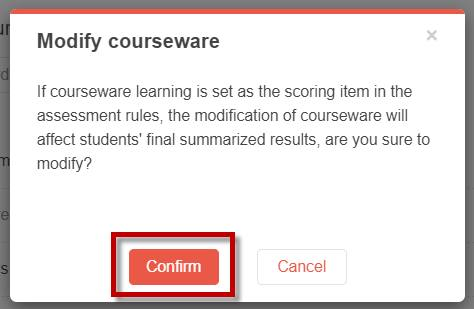 Modify courseware
×
If courseware learning is set as the scoring item in the
assessment rules, the modification of courseware will
affect students' final summarized results, are you sure to
modify?
Confirm Cancel